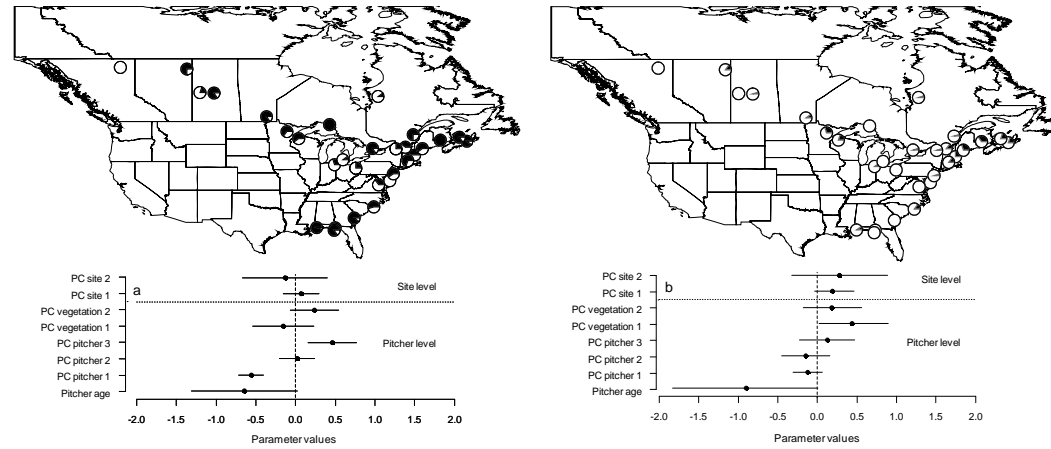 PC site 2
PC site 1
PC vegetation 2
PC vegetation 1
PC pitcher 3
PC pitcher 2
PC pitcher 1
Pitcher age
a
Site level
Pitcher level
-2.0 -1.5 -1.0 -0.5 0.0 0.5 1.0 1.5 2.0
Parameter values
PC site 2
PC site 1
PC vegetation 2
PC vegetation 1
PC pitcher 3
PC pitcher 2
PC pitcher 1
Pitcher age
b
Site level
Pitcher level
-2.0 -1.5 -1.0 -0.5 0.0 0.5 1.0 1.5 2.0
Parameter values